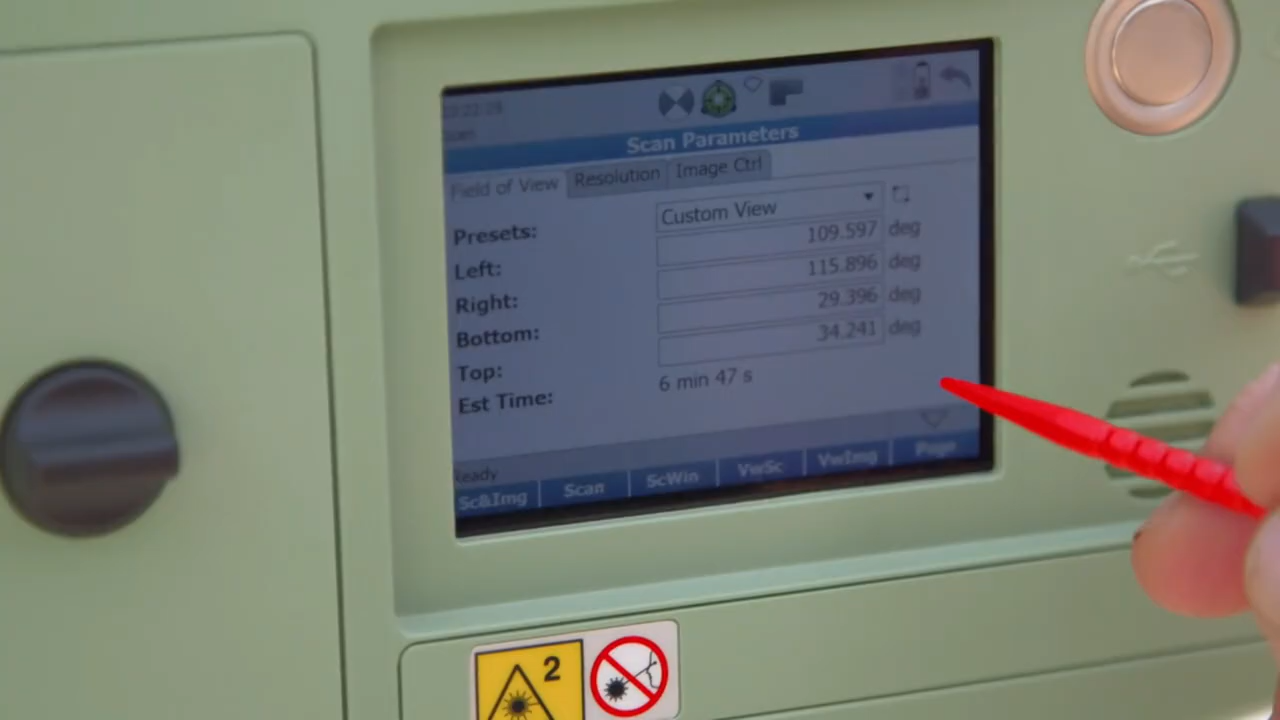 Scan Parameters
Field of View Resolution Image Ctrl
Presets: Custom View
Left: 109.597 deg
Right: 115.896 deg
Bottom: 29.396 deg
Top: 34.241 deg
Est Time: 6 min 47 s
Ready
Sc&Img Scan ScWin VwSc VwImg Page
2